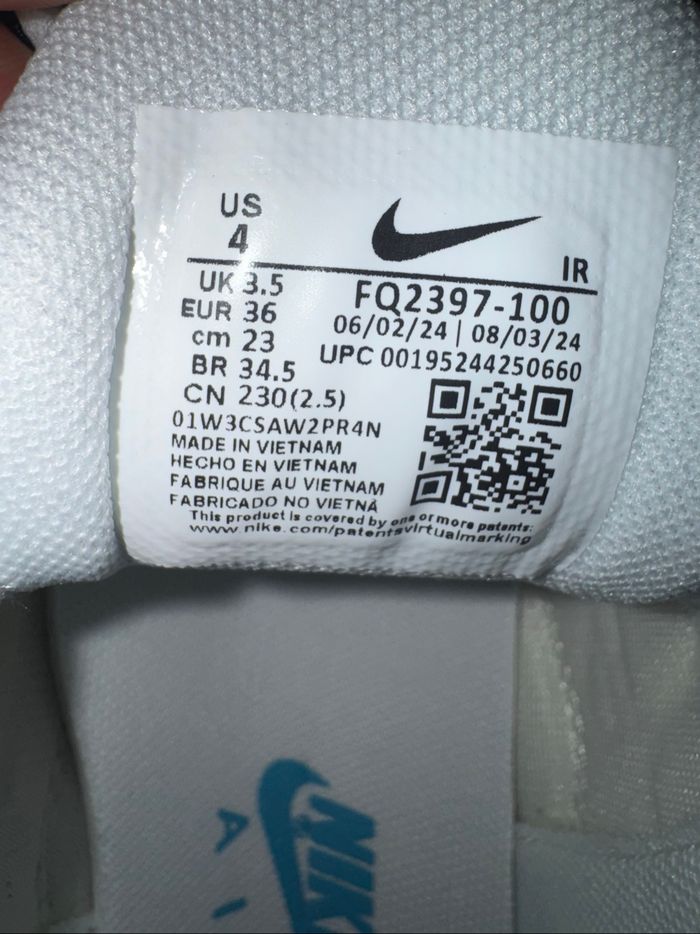 US
4
IR
UK 3.5
EUR 36
cm 23
BR 34.5
CN 230(2.5)
FQ2397-100
06/02/24 | 08/03/24
UPC 00195244250660
01W3CSAW2PR4N
MADE IN VIETNAM
HECHO EN VIETNAM
FABRIQUE AU VIETNAM
FABRICADO NO VIETNÃ
This product is covered by one or more patents:
www.nike.com/patentsvirtualmarking